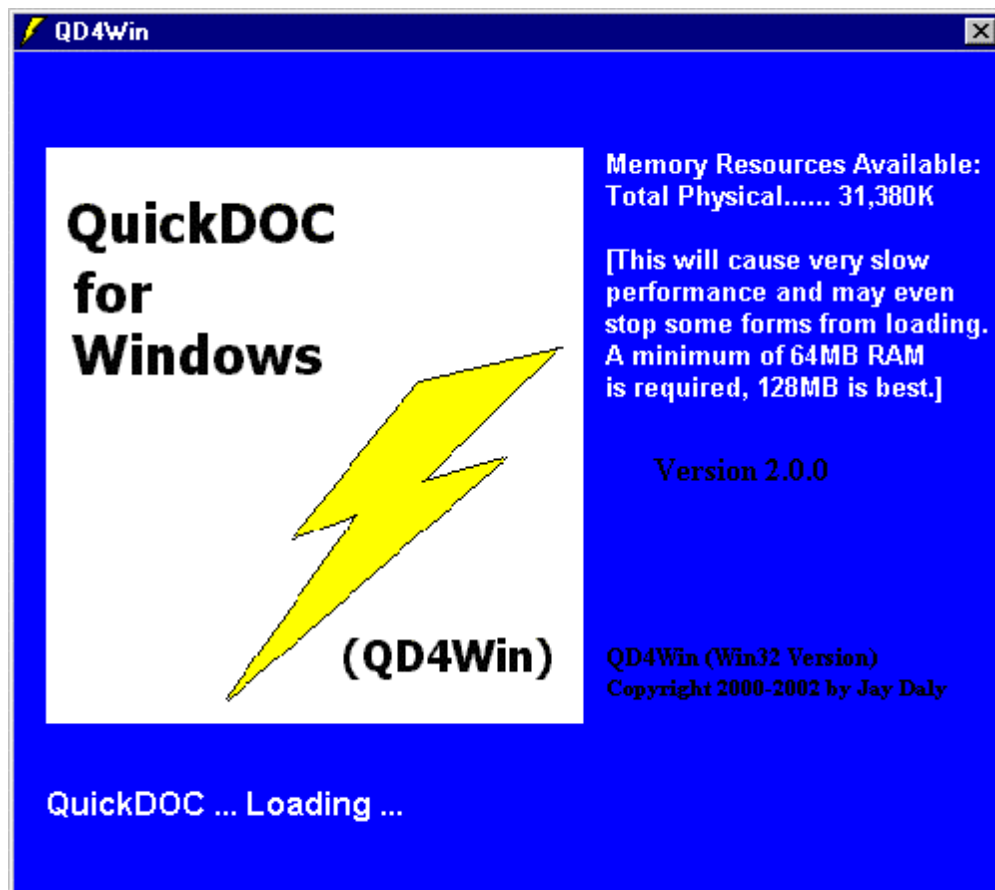 QD4Win
QuickDOC
for
Windows
(QD4Win)
Memory Resources Available:
Total Physical...... 31,380K
[This will cause very slow
performance and may even
stop some forms from loading.
A minimum of 64MB RAM
is required, 128MB is best.]
Version 2.0.0
QD4Win (Win32 Version)
Copyright 2000-2002 by Jay Daly
QuickDOC ... Loading ...